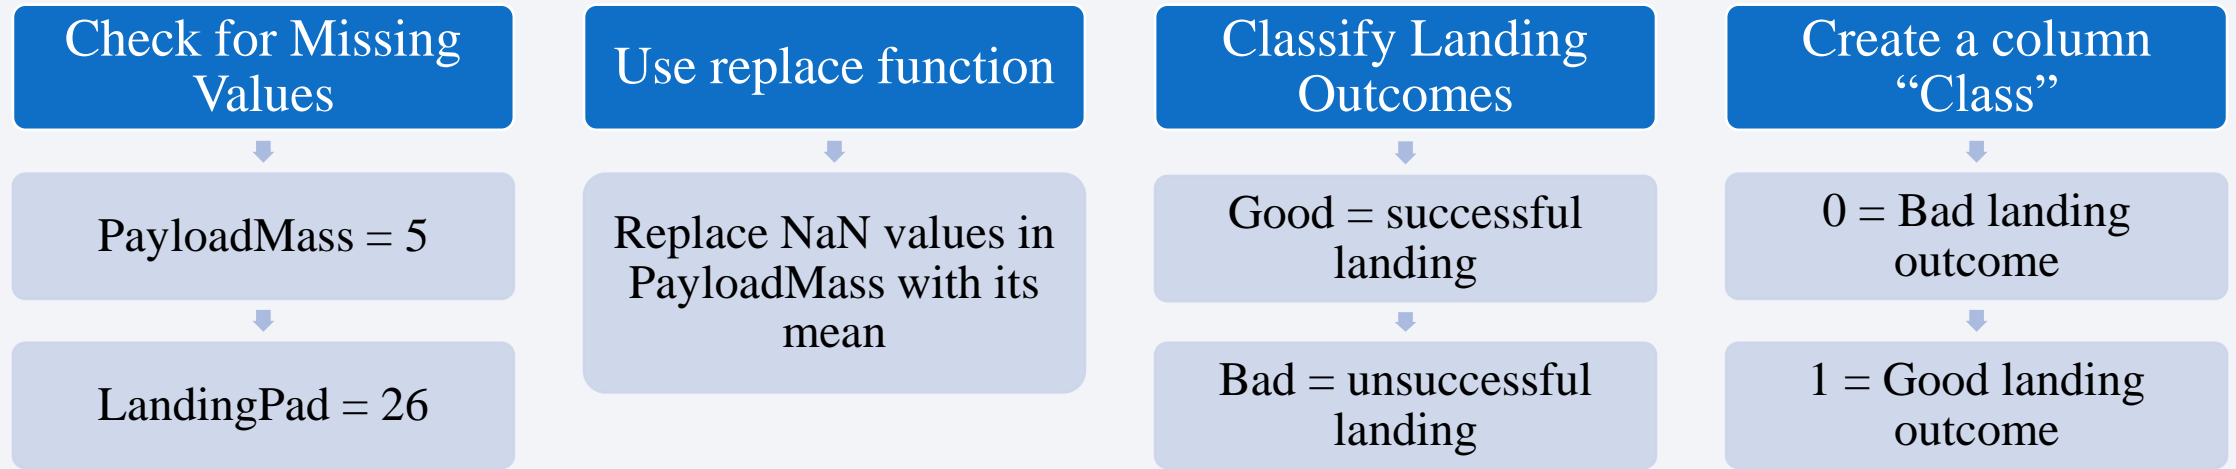 Check for Missing
Values
PayloadMass = 5
LandingPad = 26
Use replace function
Replace NaN values in
PayloadMass with its
mean
Classify Landing
Outcomes
Good = successful
landing
Bad = unsuccessful
landing
Create a column
“Class”
0 = Bad landing
outcome
1 = Good landing
outcome